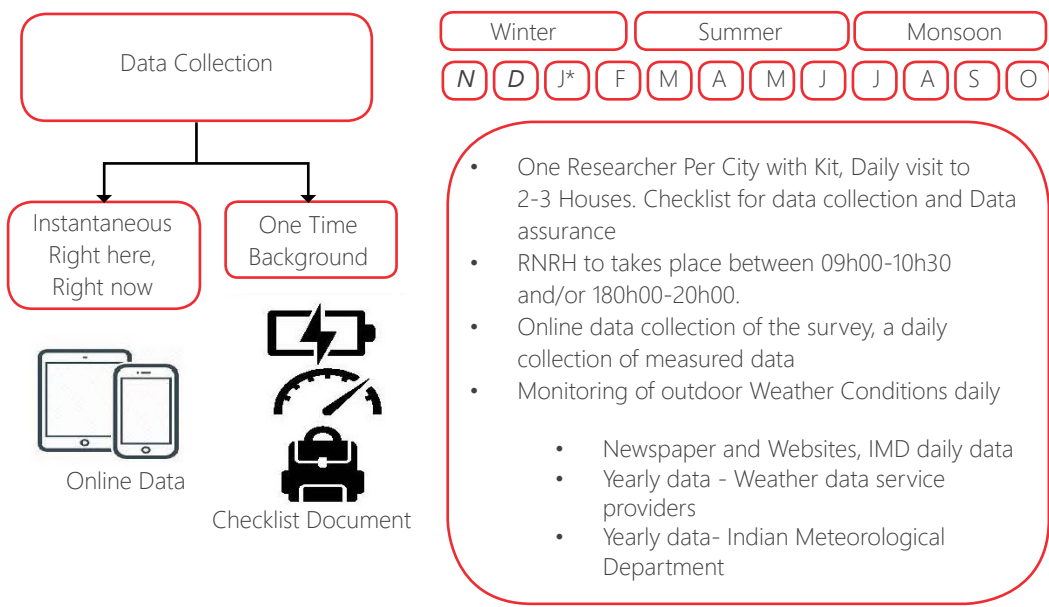 Data Collection
Instantaneous
Right here,
Right now
One Time
Background
Online Data
Checklist Document
Winter
Summer
Monsoon
N D J* F M A M J J A S O
• One Researcher Per City with Kit, Daily visit to
2-3 Houses. Checklist for data collection and Data
assurance
• RNRH to takes place between 09h00-10h30
and/or 180h00-20h00.
• Online data collection of the survey, a daily
collection of measured data
• Monitoring of outdoor Weather Conditions daily
• Newspaper and Websites, IMD daily data
• Yearly data - Weather data service
providers
• Yearly data- Indian Meteorological
Department